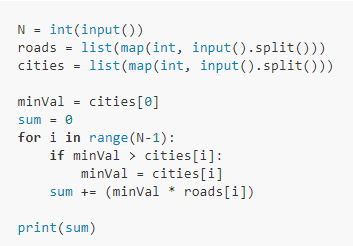 N = int(input())
roads = list(map(int, input().split()))
cities = list(map(int, input().split()))

minVal = cities[0]
sum = 0
for i in range(N-1):
    if minVal > cities[i]:
        minVal = cities[i]
    sum += (minVal * roads[i])

print(sum)